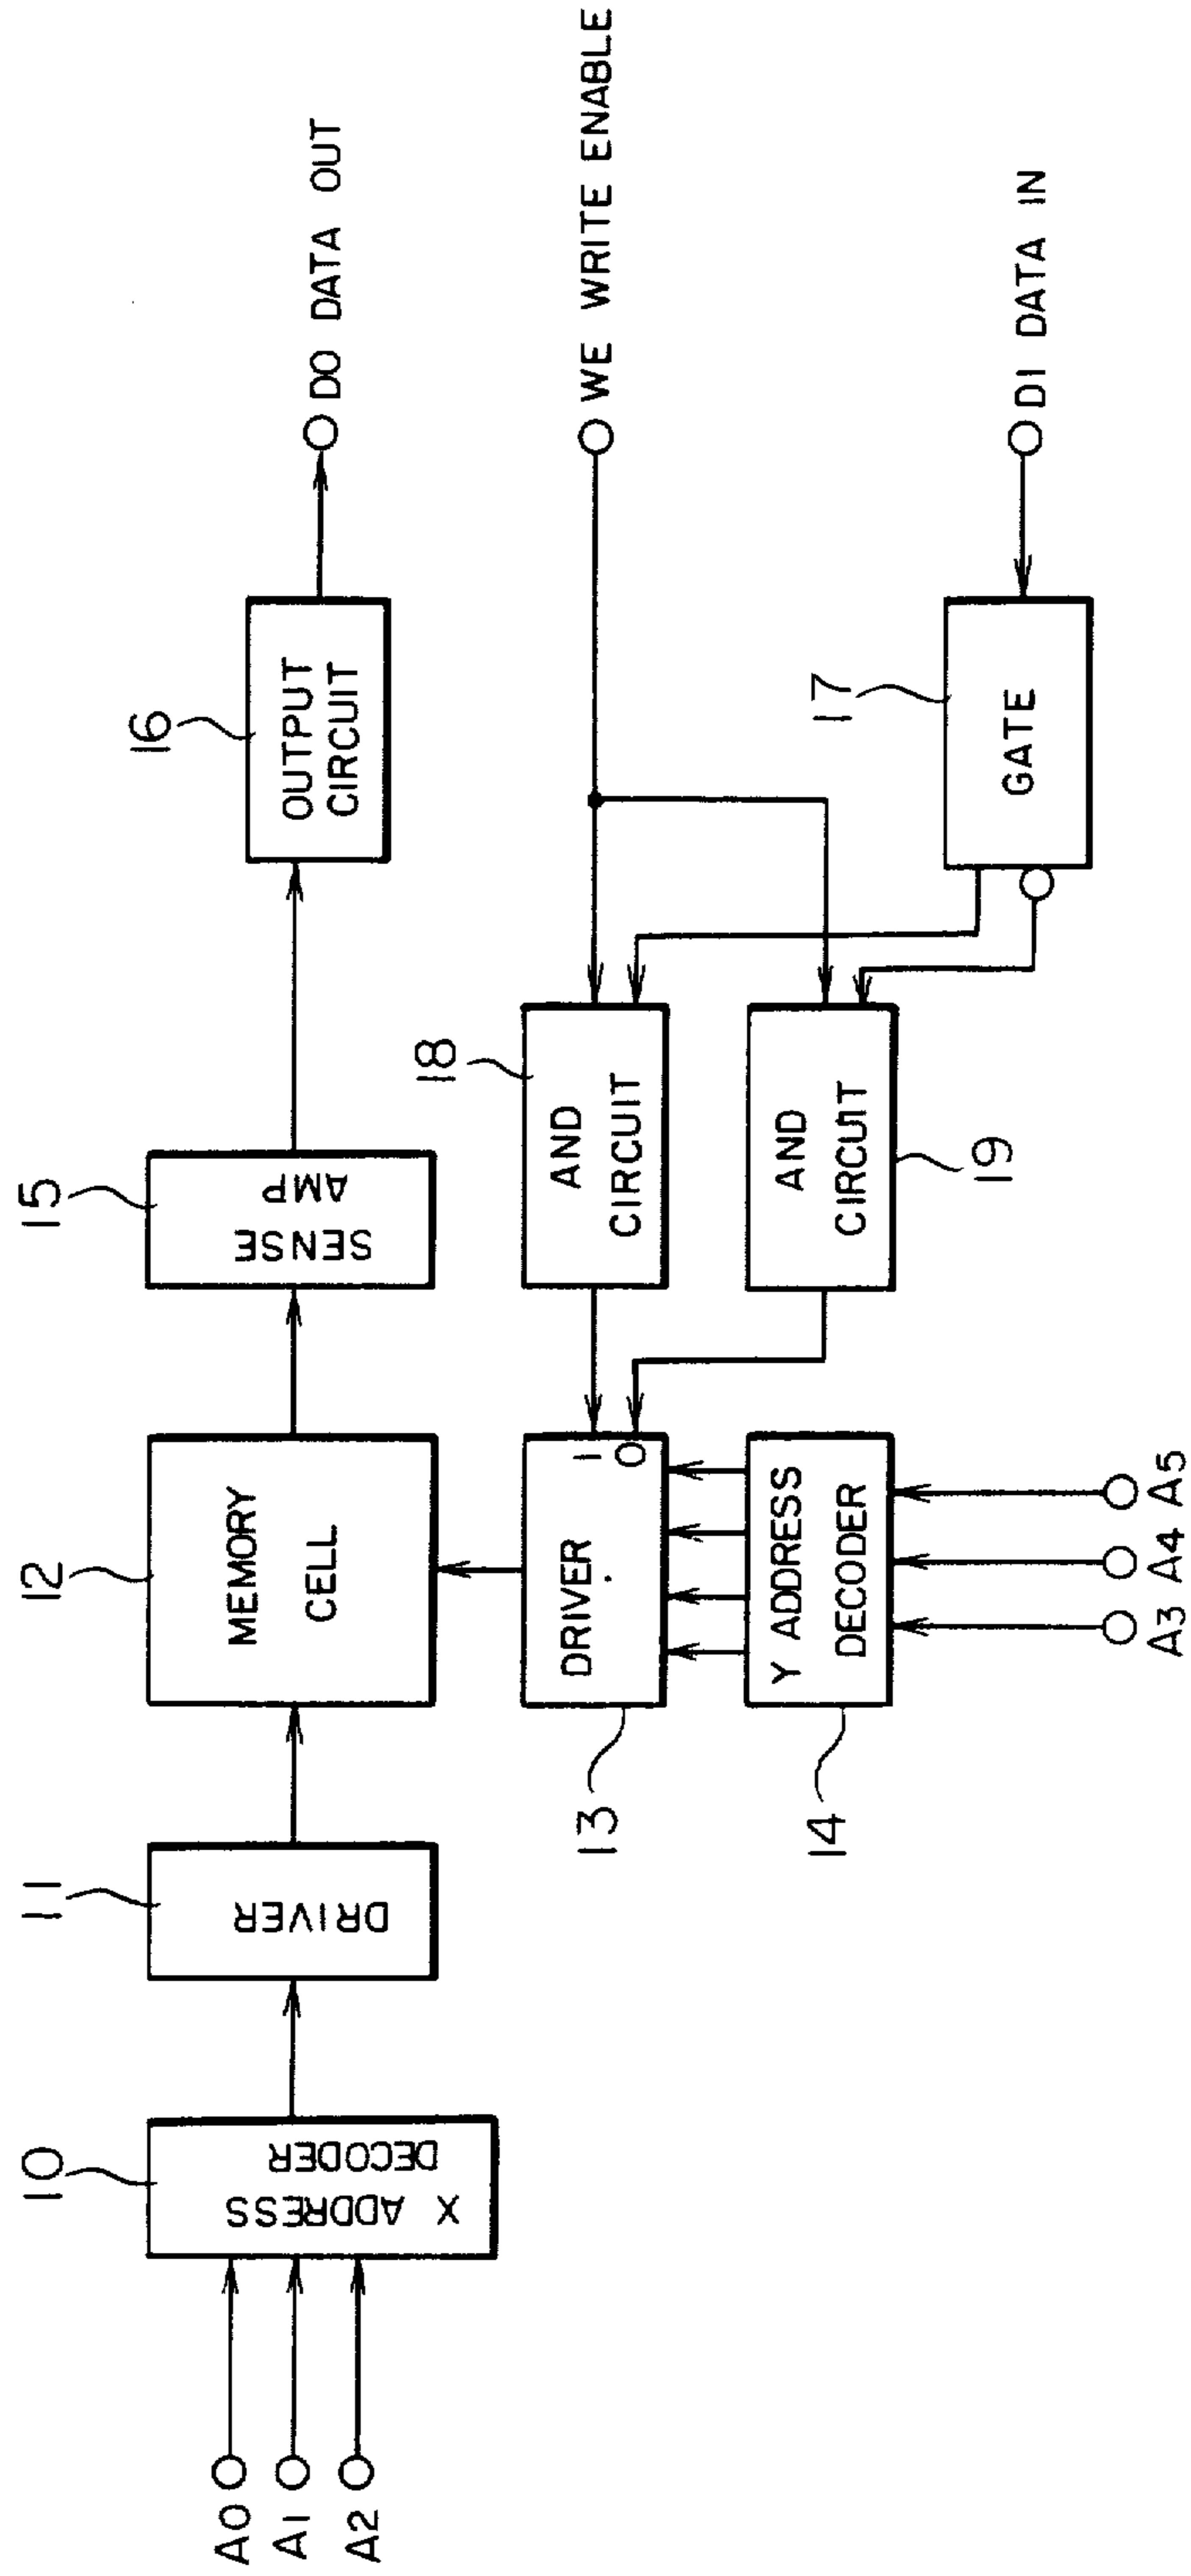 A0
A1
A2
10
X ADDRESS
DECODER
11
DRIVER
12
MEMORY
CELL
15
SENSE
AMP
16
OUTPUT
CIRCUIT
DO DATA OUT
13
DRIVER
1
0
14
Y ADDRESS
DECODER
A3
A4
A5
18
AND
CIRCUIT
19
AND
CIRCUIT
WE WRITE ENABLE
17
GATE
DI DATA IN